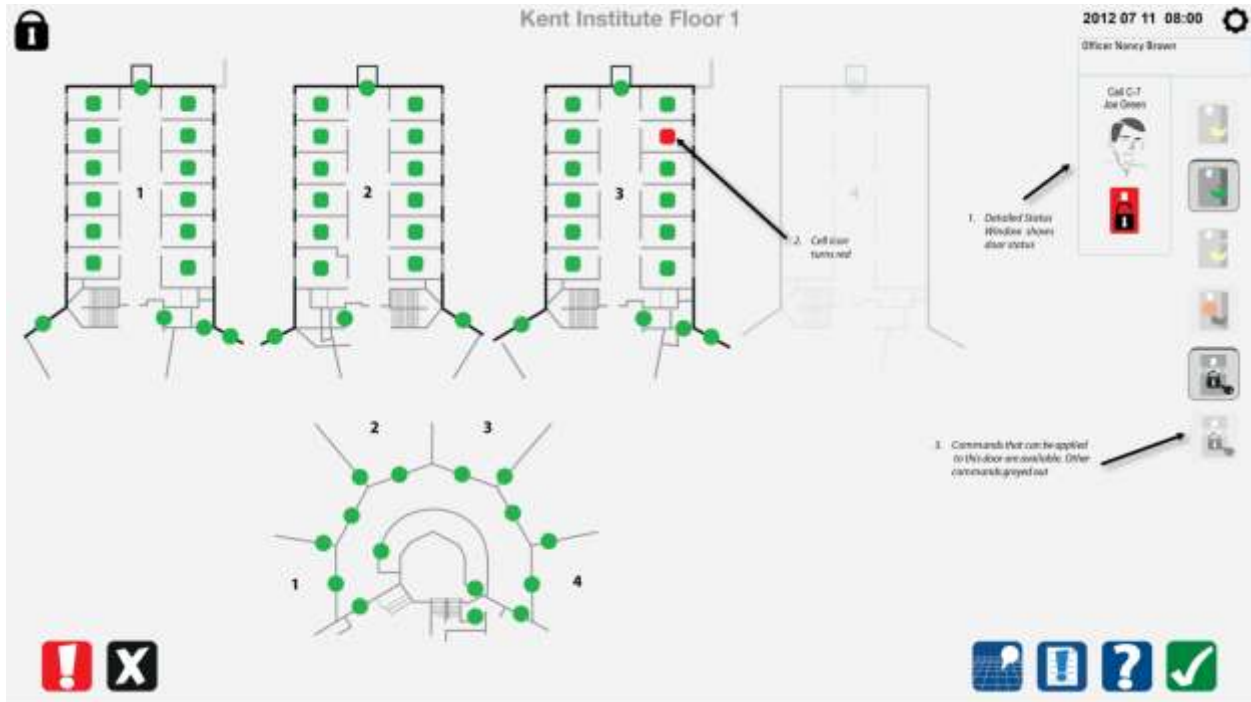 Kent Institute Floor 1
2012 07 11 08:00
Officer Nancy Brown
Cell C-7
Joe Green
1
2
3
4
1. Detailed Status
Window shows
door status
2. Cell icon
turns red
3. Commands that can be applied
to this door are available. Other
commands greyed out
2
3
1
4